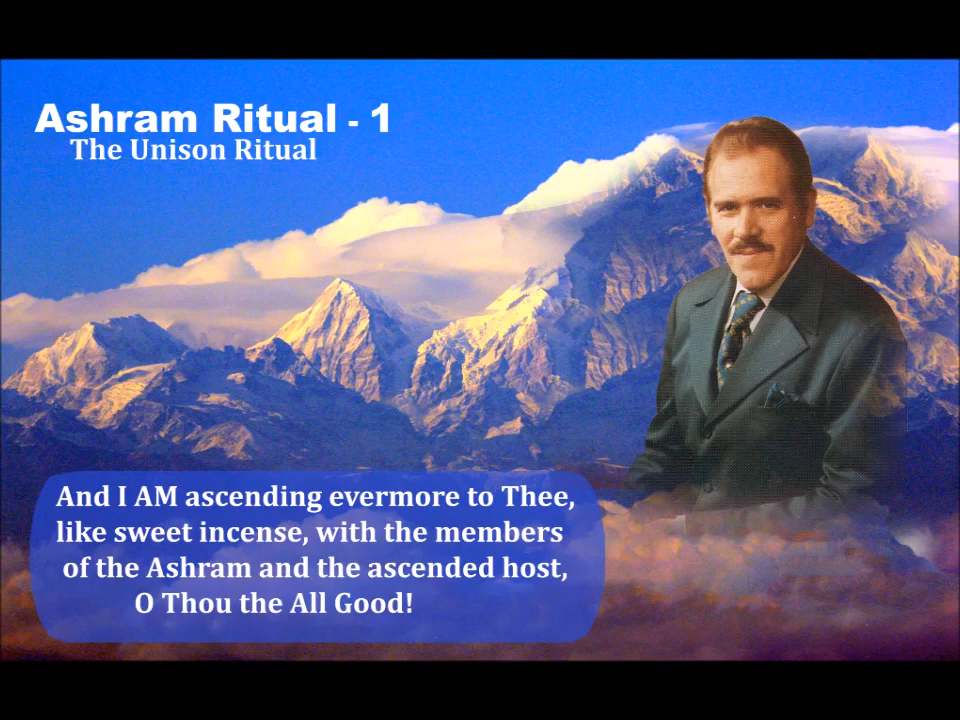 Ashram Ritual - 1
The Unison Ritual
And I AM ascending evermore to Thee,
like sweet incense, with the members
of the Ashram and the ascended host,
O Thou the All Good!